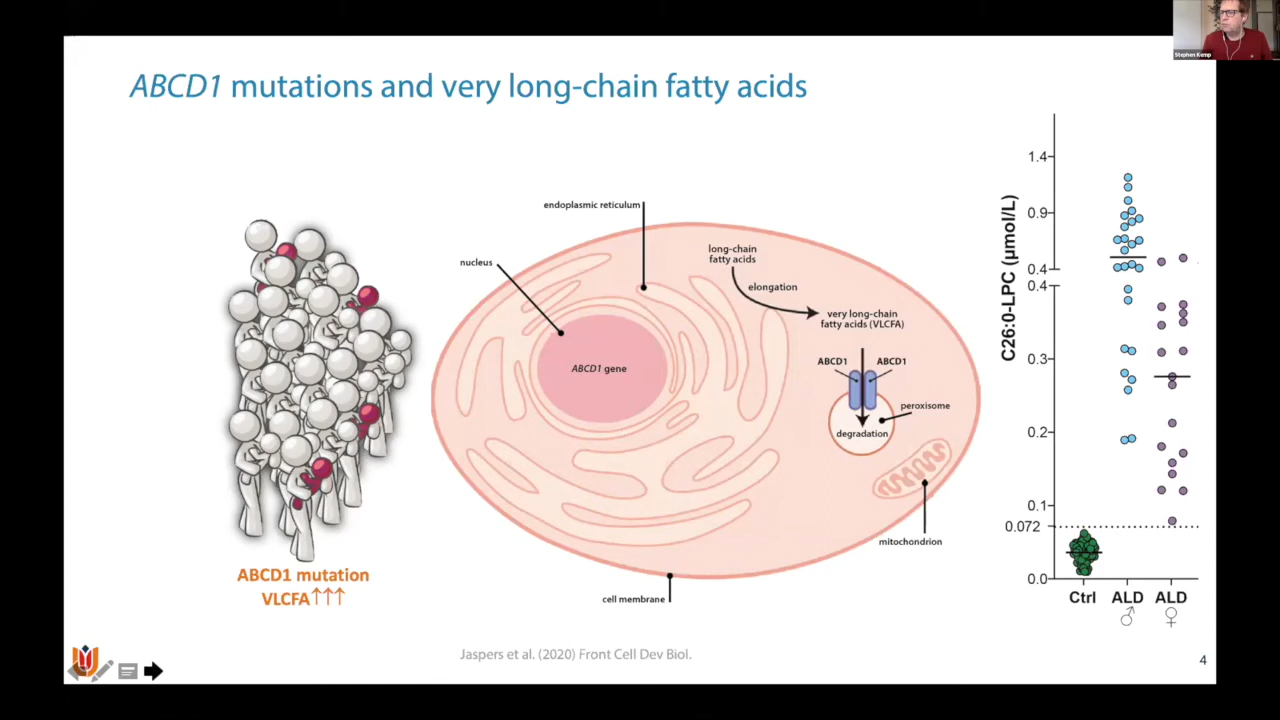 Stephen Kemp
ABCD1 mutations and very long-chain fatty acids
endoplasmic reticulum
nucleus
long-chain
fatty acids
elongation
very long-chain
fatty acids (VLCFA)
ABCD1 gene
ABCD1
ABCD1
peroxisome
degradation
mitochondrion
cell membrane
ABCD1 mutation
VLCFA↑↑↑
C26:0-LPC (µmol/L)
1.4
0.9
0.4
0.4
0.3
0.2
0.1
0.072
0.0
Ctrl
ALD
♂
ALD
♀
Jaspers et al. (2020) Front Cell Dev Biol.
4